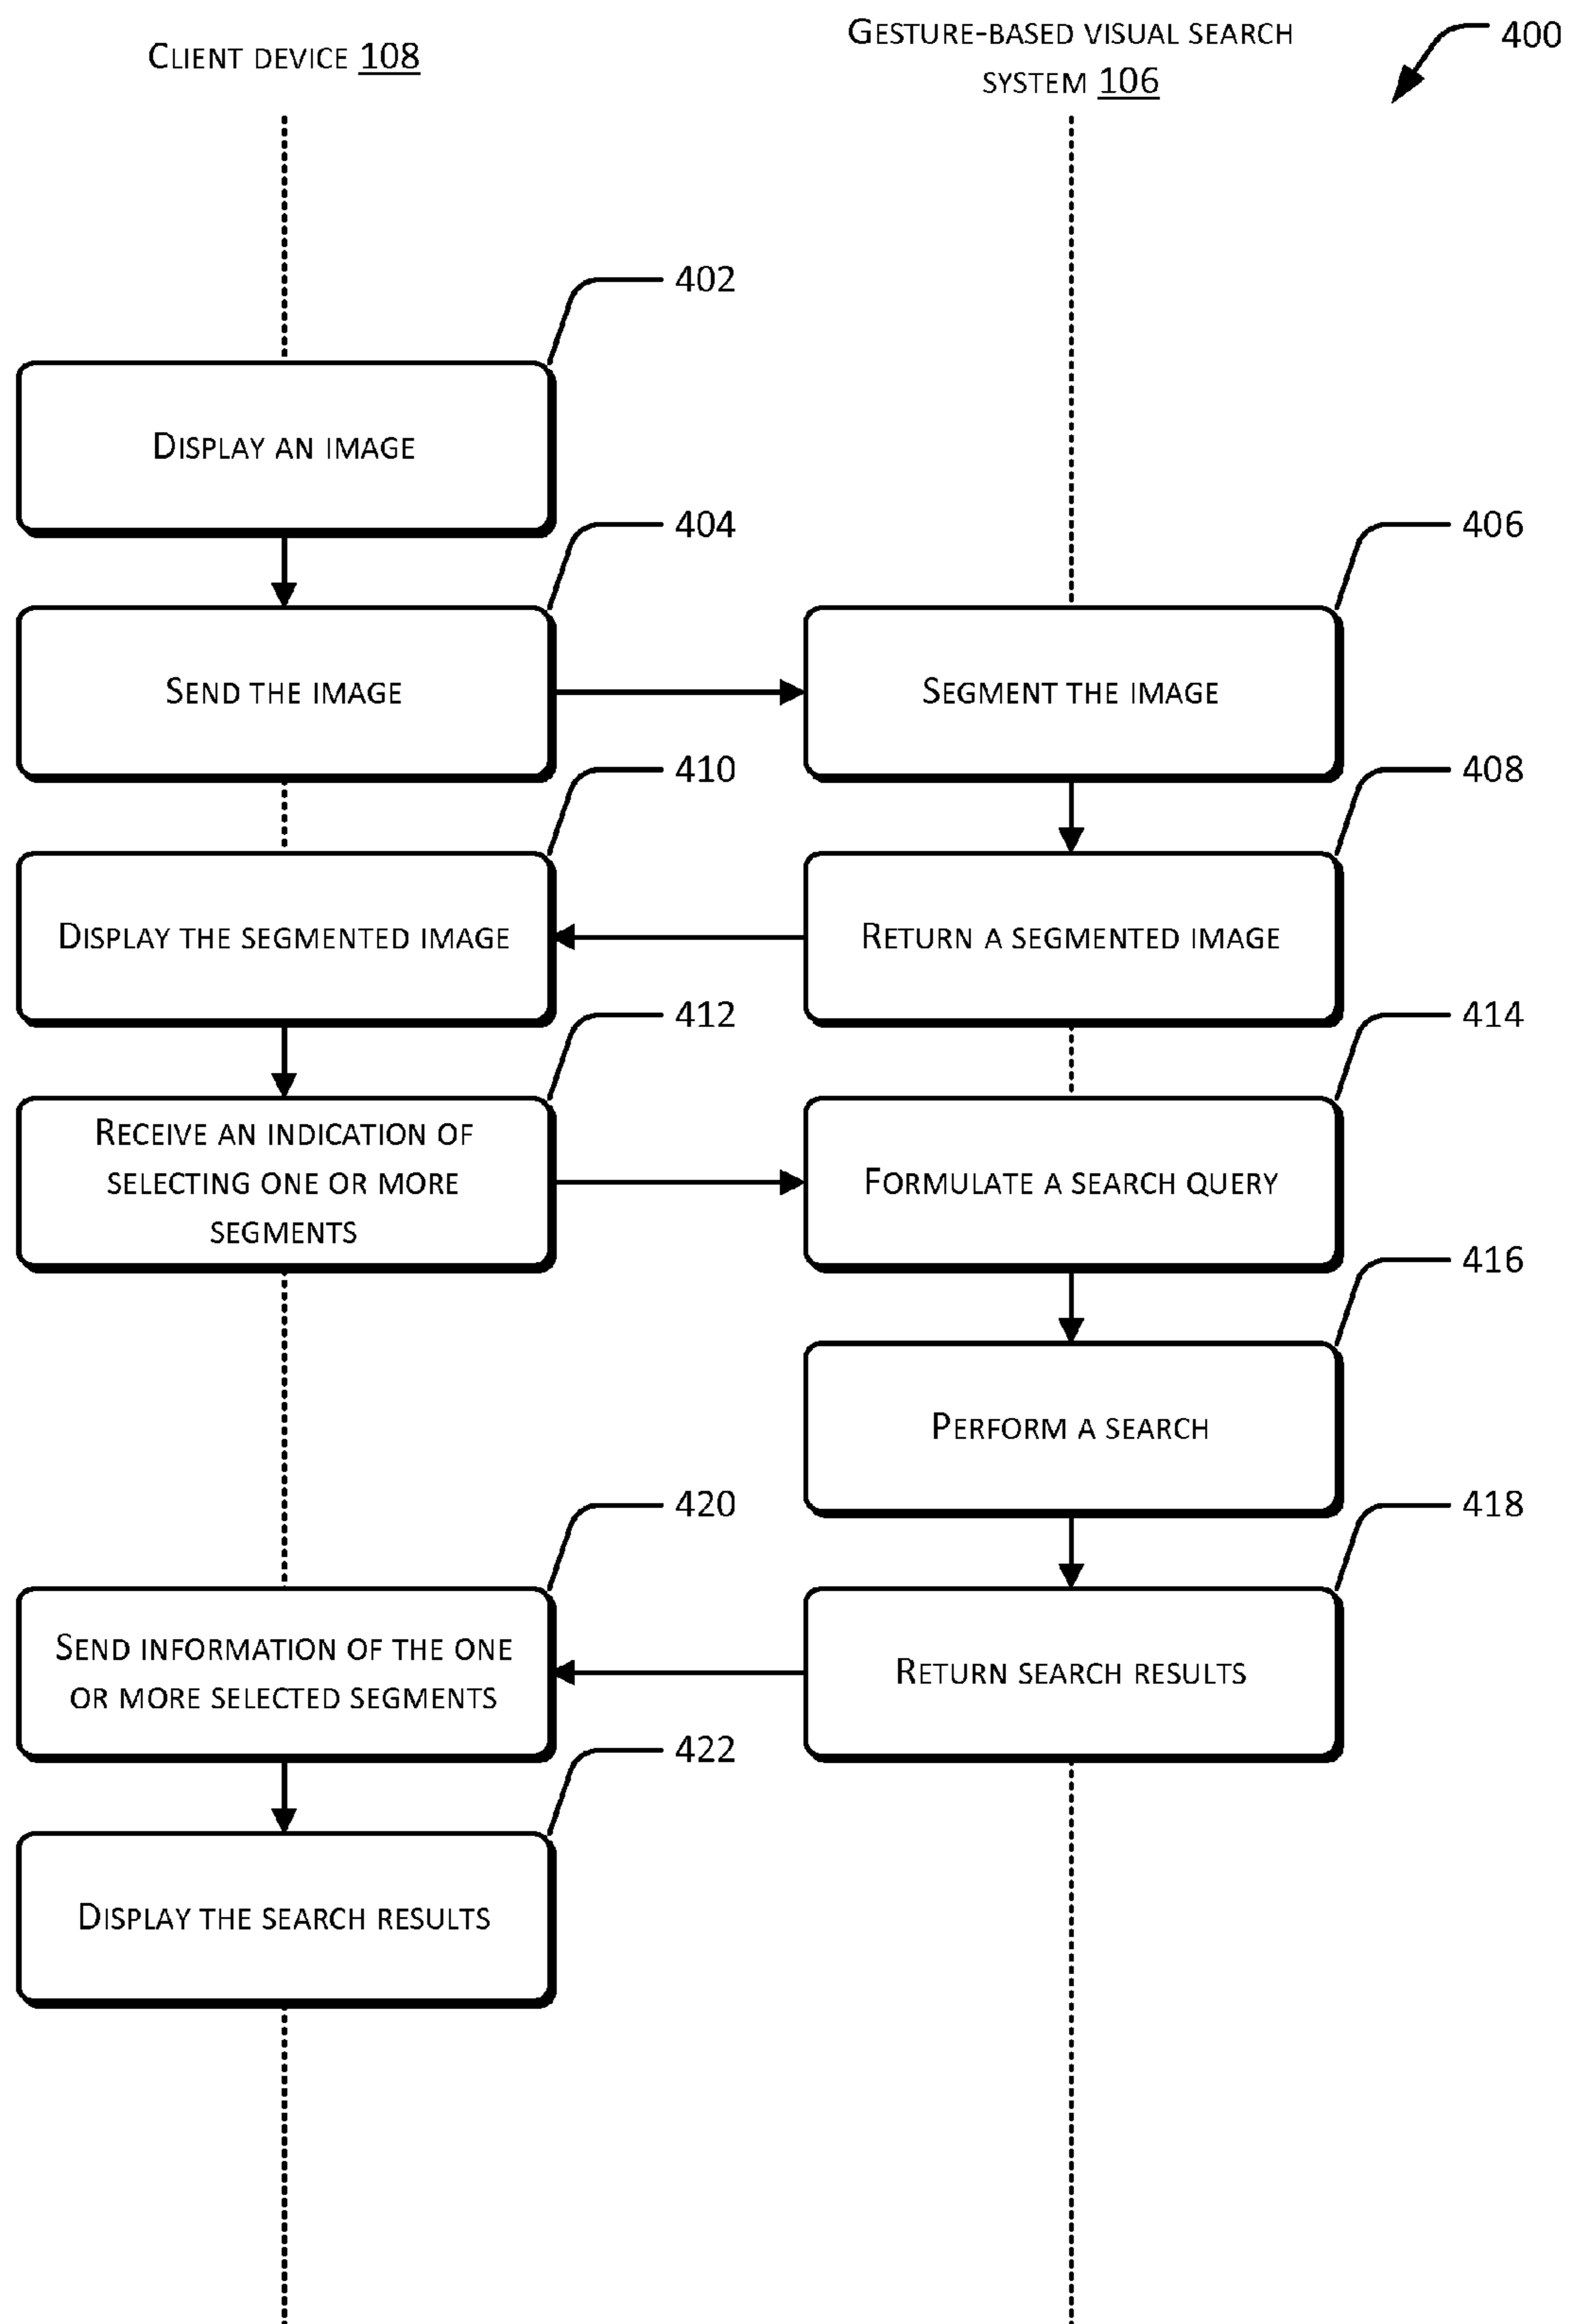 Client device 108
Gesture-based visual search
system 106
400
402
Display an image
404
406
Send the image
Segment the image
410
408
Display the segmented image
Return a segmented image
412
414
Receive an indication of
selecting one or more
segments
Formulate a search query
416
Perform a search
420
418
Send information of the one
or more selected segments
Return search results
422
Display the search results